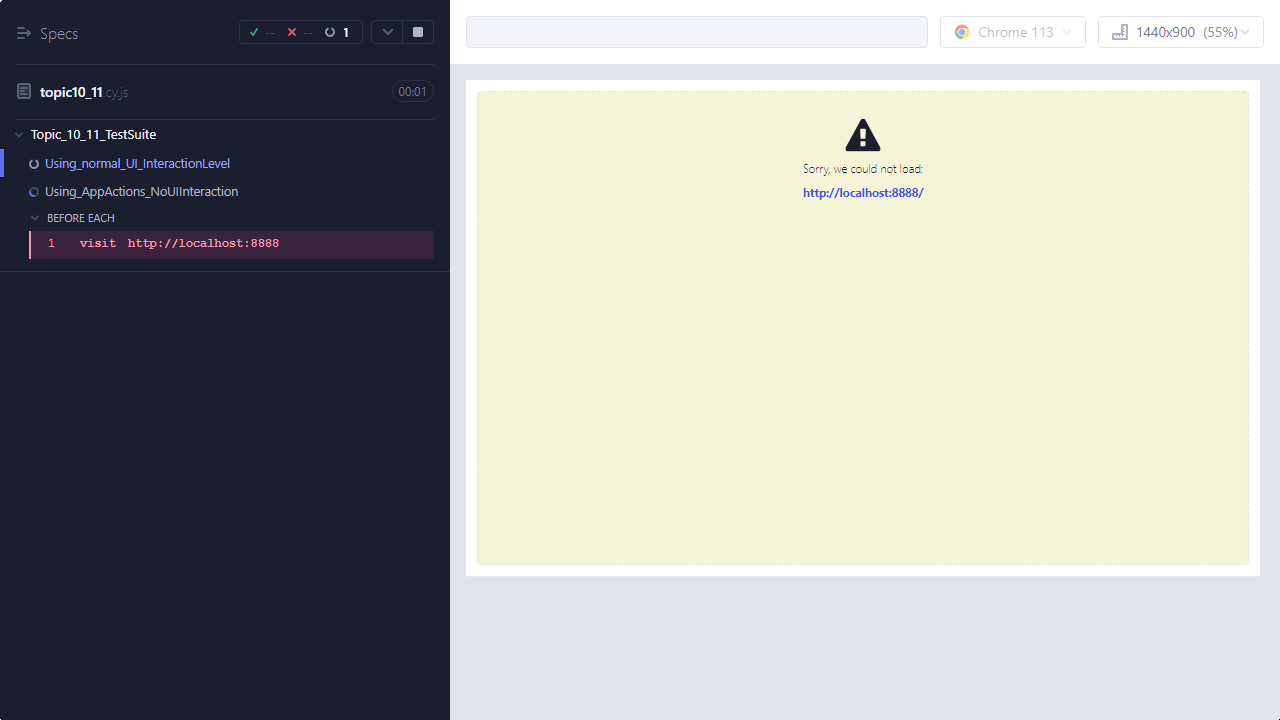 Specs
-- -- 1
topic10_11.cy.js 00:01
Topic_10_11_TestSuite
Using_normal_UI_InteractionLevel
Using_AppActions_NoUIInteraction
BEFORE EACH
1 visit http://localhost:8888
Chrome 113
1440x900 (55%)
Sorry, we could not load:
http://localhost:8888/